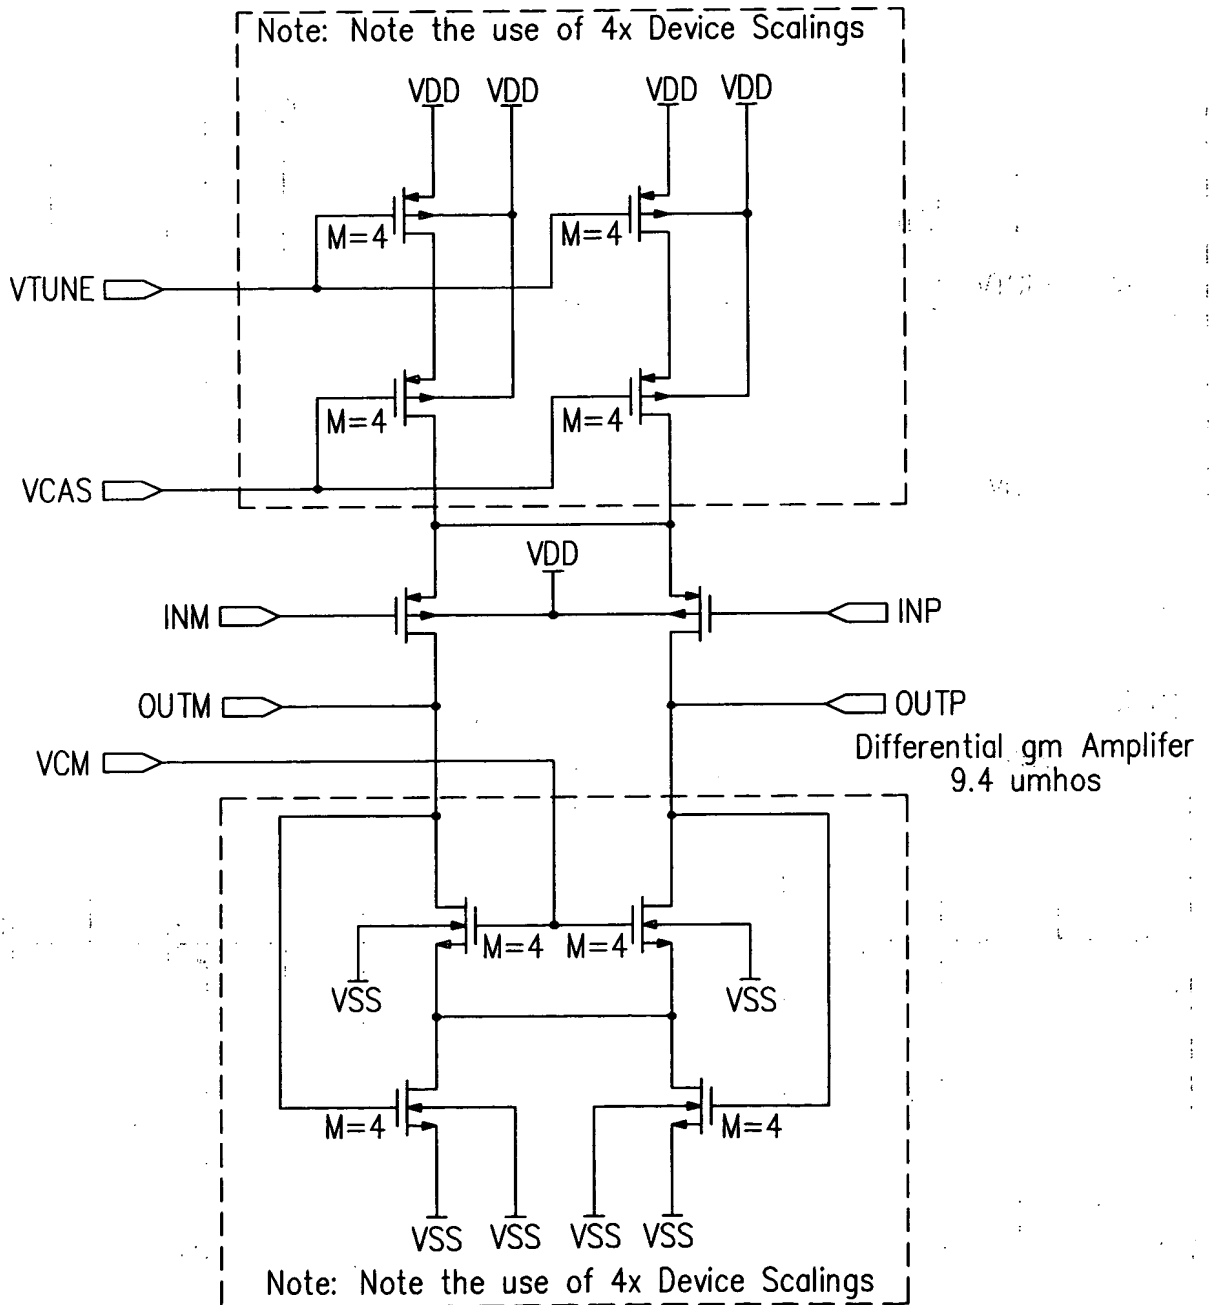 Note: Note the use of 4x Device Scalings
VDD VDD VDD VDD
M=4 M=4
VTUNE
M=4 M=4
VCAS
VDD
INM INP
OUTM OUTP
Differential gm Amplifer
9.4 umhos
VCM
M=4 M=4
VSS VSS
M=4 M=4
VSS VSS VSS VSS
Note: Note the use of 4x Device Scalings